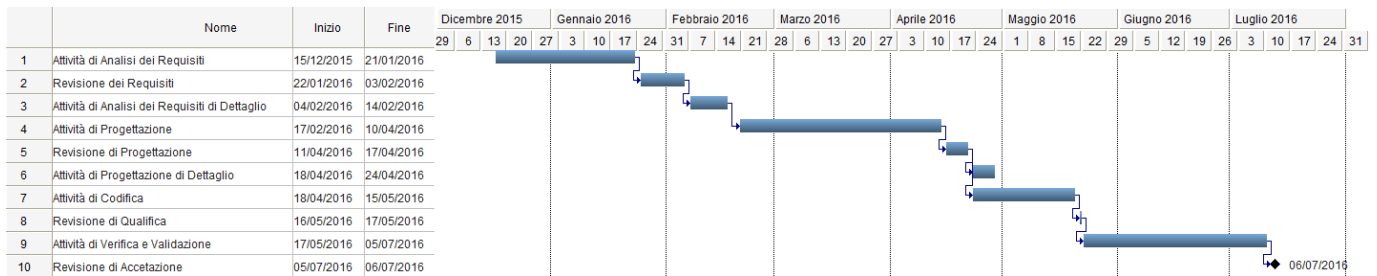 Nome Inizio Fine Dicembre 2015 Gennaio 2016 Febbraio 2016 Marzo 2016 Aprile 2016 Maggio 2016 Giugno 2016 Luglio 2016
29 6 13 20 27 3 10 17 24 31 7 14 21 28 6 13 20 27 3 10 17 24 1 8 15 22 29 5 12 19 26 3 10 17 24 31
1 Attività di Analisi dei Requisiti 15/12/2015 21/01/2016
2 Revisione dei Requisiti 22/01/2016 03/02/2016
3 Attività di Analisi dei Requisiti di Dettaglio 04/02/2016 14/02/2016
4 Attività di Progettazione 17/02/2016 10/04/2016
5 Revisione di Progettazione 11/04/2016 17/04/2016
6 Attività di Progettazione di Dettaglio 18/04/2016 24/04/2016
7 Attività di Codifica 18/04/2016 15/05/2016
8 Revisione di Qualifica 16/05/2016 17/05/2016
9 Attività di Verifica e Validazione 17/05/2016 05/07/2016
10 Revisione di Accetazione 05/07/2016 06/07/2016 06/07/2016